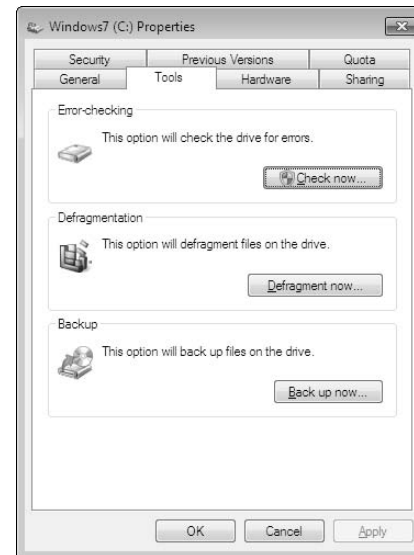 Windows7 (C:) Properties
Security Previous Versions Quota
General Tools Hardware Sharing
Error-checking
This option will check the drive for errors.
Check now...
Defragmentation
This option will defragment files on the drive.
Defragment now...
Backup
This option will back up files on the drive.
Back up now...
OK Cancel Apply